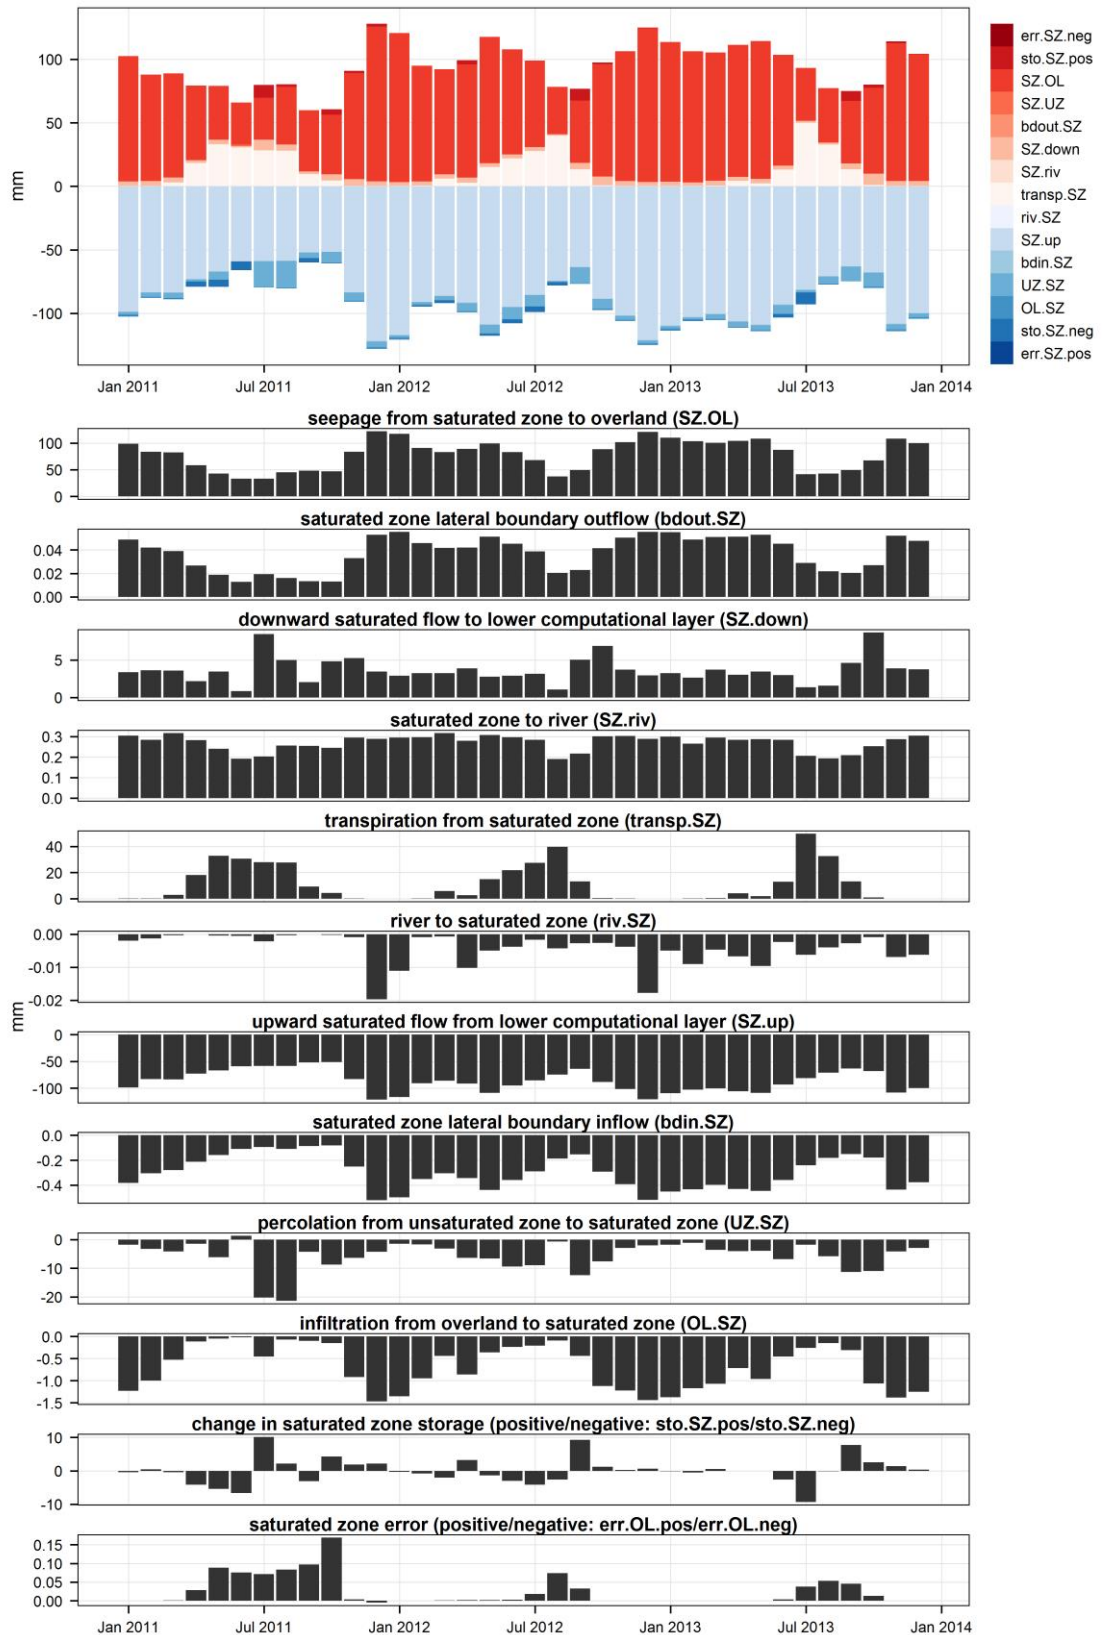 100
50
0
-50
-100
mm
Jan 2011
Jul 2011
Jan 2012
Jul 2012
Jan 2013
Jul 2013
Jan 2014
err.SZ.neg
sto.SZ.pos
SZ.OL
SZ.UZ
bdout.SZ
SZ.down
SZ.riv
transp.SZ
riv.SZ
SZ.up
bdin.SZ
UZ.SZ
OL.SZ
sto.SZ.neg
err.SZ.pos
seepage from saturated zone to overland (SZ.OL)
100
50
0
saturated zone lateral boundary outflow (bdout.SZ)
0.04
0.02
0.00
downward saturated flow to lower computational layer (SZ.down)
5
0
saturated zone to river (SZ.riv)
0.3
0.2
0.1
0.0
transpiration from saturated zone (transp.SZ)
40
20
0
river to saturated zone (riv.SZ)
0.00
-0.01
-0.02
mm
upward saturated flow from lower computational layer (SZ.up)
0
-50
-100
saturated zone lateral boundary inflow (bdin.SZ)
0.0
-0.2
-0.4
percolation from unsaturated zone to saturated zone (UZ.SZ)
0
-10
-20
infiltration from overland to saturated zone (OL.SZ)
0.0
-0.5
-1.0
-1.5
change in saturated zone storage (positive/negative: sto.SZ.pos/sto.SZ.neg)
10
0
-10
saturated zone error (positive/negative: err.OL.pos/err.OL.neg)
0.15
0.10
0.05
0.00
Jan 2011
Jul 2011
Jan 2012
Jul 2012
Jan 2013
Jul 2013
Jan 2014